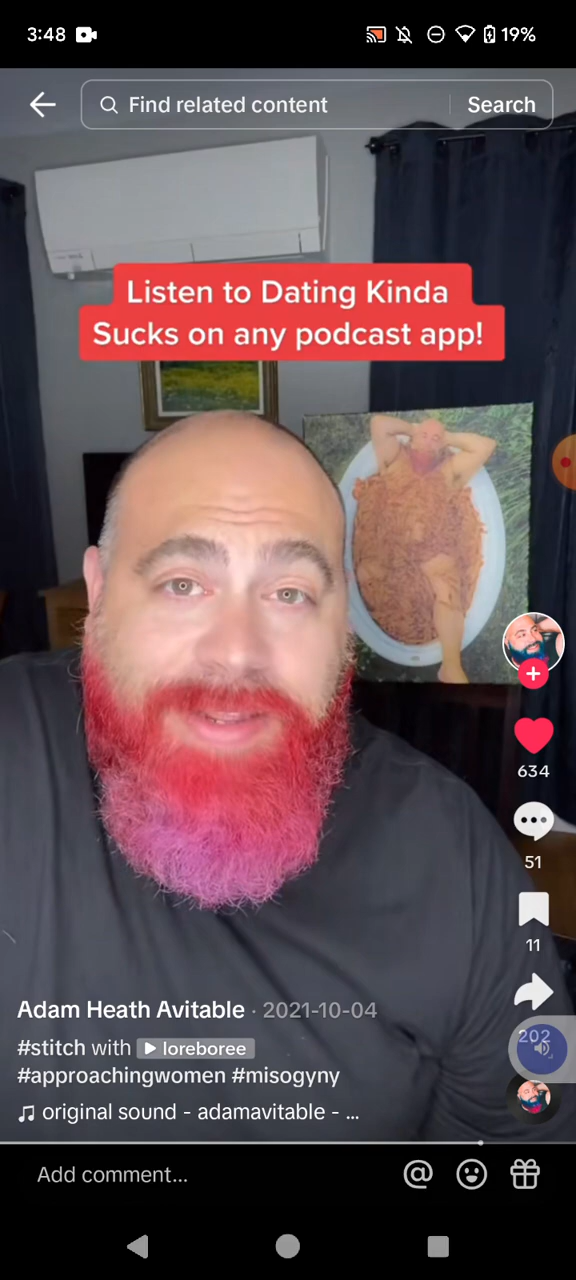 3:48
19%
Find related content
Search
Listen to Dating Kinda
Sucks on any podcast app!
634
51
11
Adam Heath Avitable · 2021-10-04
202
#stitch with loreboree
#approachingwomen #misogyny
original sound - adamavitable - ...
Add comment...